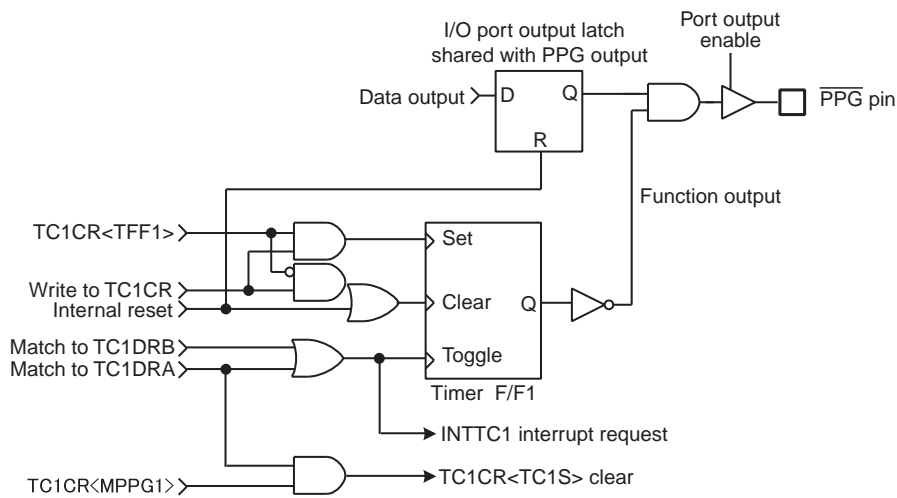 I/O port output latch
shared with PPG output
Port output
enable
Data output
D
Q
R
PPG pin
Function output
TC1CR<TFF1>
Write to TC1CR
Internal reset
Match to TC1DRB
Match to TC1DRA
Set
Clear
Q
Toggle
Timer F/F1
INTTC1 interrupt request
TC1CR<TC1S> clear
TC1CR<MPPG1>